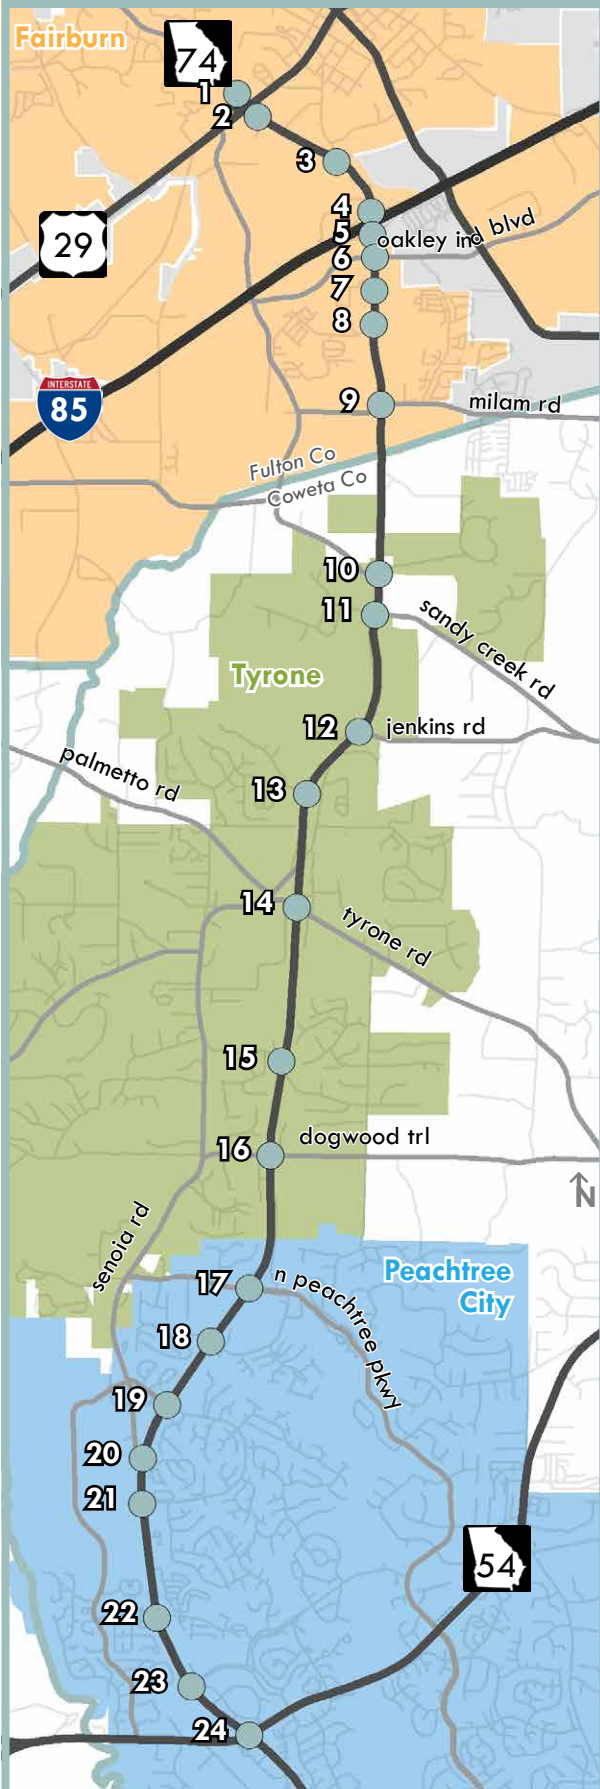 Fairburn
74
1
2
3
29
4
5
oakley ind blvd
6
7
8
INTERSTATE
85
9
milam rd
Fulton Co
Coweta Co
10
11
sandy creek rd
Tyrone
12
jenkins rd
palmetto rd
13
14
tyrone rd
15
dogwood trl
16
N
senoia rd
Peachtree
City
17
n peachtree pkwy
18
19
20
21
54
22
23
24